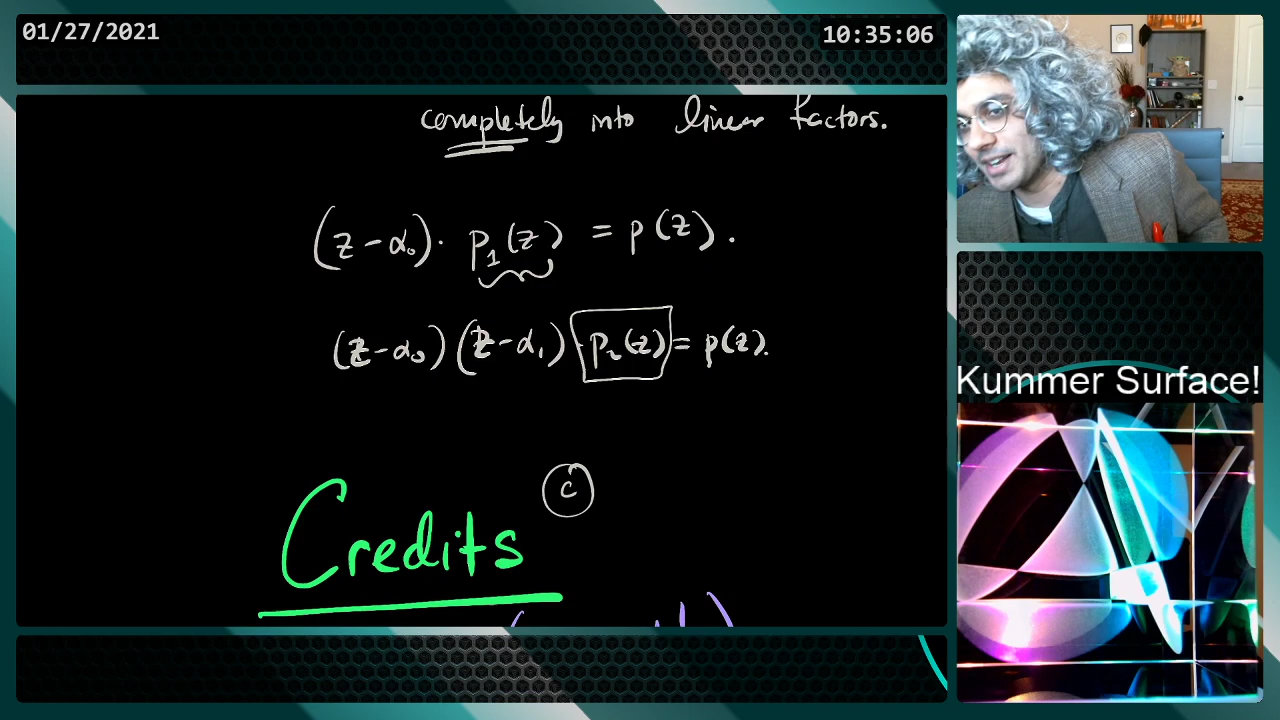 01/27/2021
10:35:06
completely into linear factors.
(z-α₀)· p₁(z) = p(z).
(z-α₀)(z-α₁)·p₂(z) = p(z).
Kummer Surface!
c
Credits